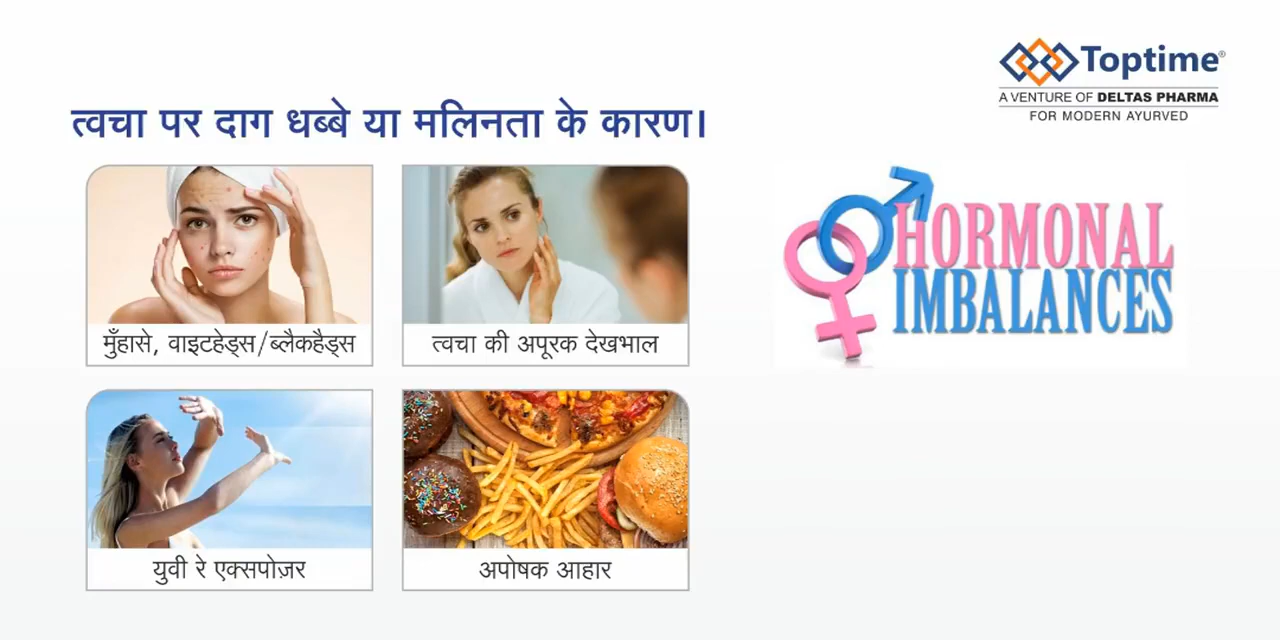 Toptime®
A VENTURE OF DELTAS PHARMA
FOR MODERN AYURVED
त्वचा पर दाग धब्बे या मलिनता के कारण।
मुँहासे, वाइटहेड्स/ब्लैकहैड्स
त्वचा की अपूरक देखभाल
HORMONAL
IMBALANCES
युवी रे एक्सपोज़र
अपोषक आहार